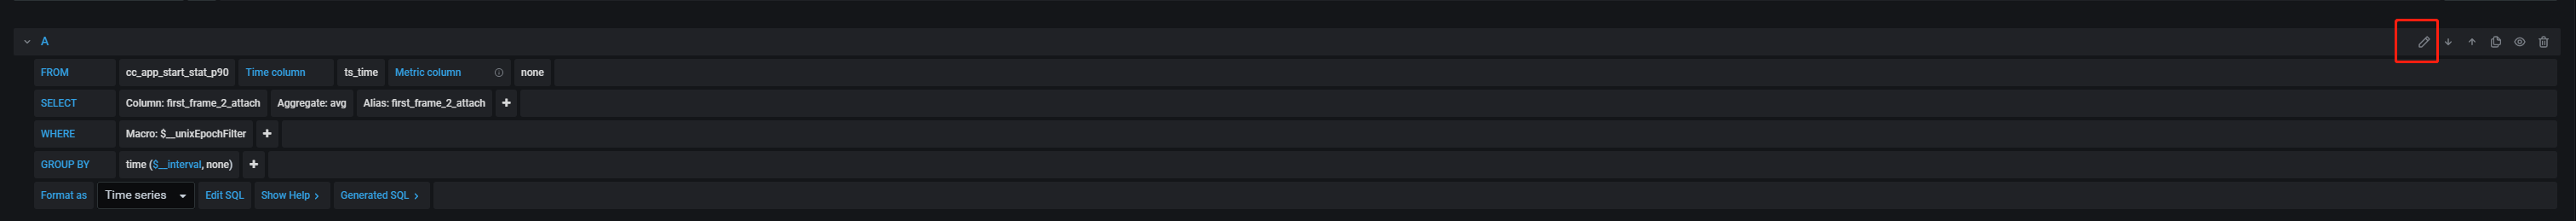 A
FROM cc_app_start_stat_p90 Time column ts_time Metric column none
SELECT Column: first_frame_2_attach Aggregate: avg Alias: first_frame_2_attach +
WHERE Macro: $__unixEpochFilter +
GROUP BY time ($__interval, none) +
Format as Time series Edit SQL Show Help > Generated SQL >